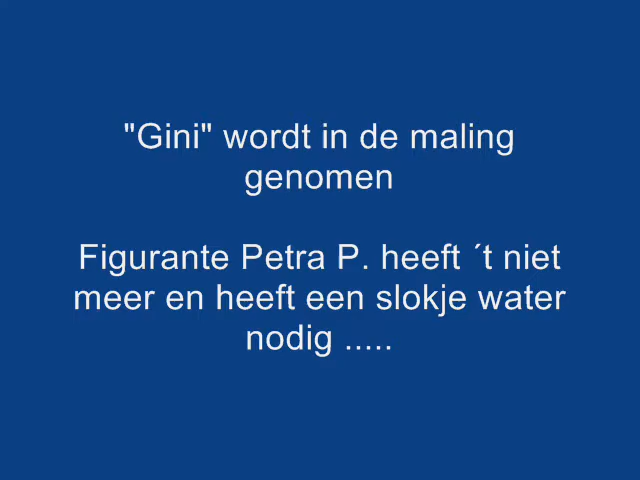 "Gini" wordt in de maling
genomen
Figurante Petra P. heeft ´t niet
meer en heeft een slokje water
nodig .....